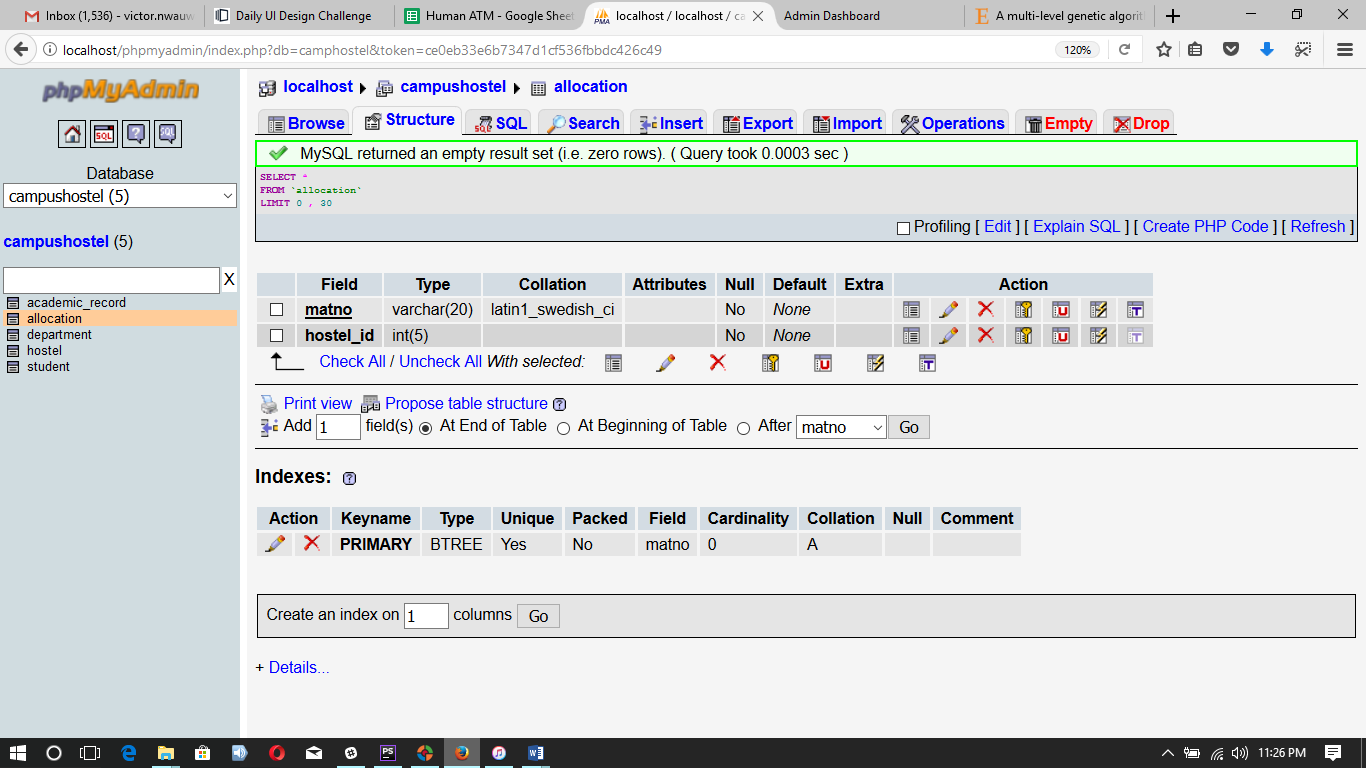 Inbox (1,536) - victor.nwauw
Daily UI Design Challenge
Human ATM - Google Sheet
PMA
localhost / localhost / ca
Admin Dashboard
E A multi-level genetic algorit
localhost/phpmyadmin/index.php?db=camphostel&token=ce0eb33e6b7347d1cf536fbbdc426c49
120%
phpMyAdmin
SQL
SQL
Database
campushostel (5)
campushostel (5)
X
academic_record
allocation
department
hostel
student
localhost campushostel allocation
Browse Structure SQL Search Insert Export Import Operations Empty Drop
MySQL returned an empty result set (i.e. zero rows). ( Query took 0.0003 sec )
SELECT *
FROM `allocation`
LIMIT 0 , 30
Profiling [ Edit ] [ Explain SQL ] [ Create PHP Code ] [ Refresh ]
Field Type Collation Attributes Null Default Extra Action
matno varchar(20) latin1_swedish_ci No None
hostel_id int(5) No None
Check All / Uncheck All With selected:
Print view Propose table structure
Add 1 field(s) At End of Table At Beginning of Table After matno Go
Indexes:
Action Keyname Type Unique Packed Field Cardinality Collation Null Comment
PRIMARY BTREE Yes No matno 0 A
Create an index on 1 columns Go
+ Details...
11:26 PM